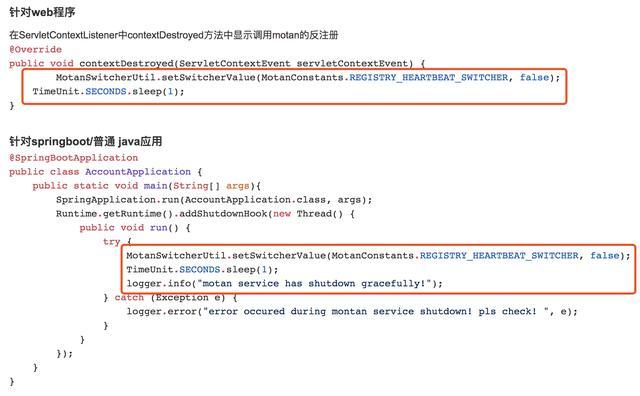 针对web程序
在ServletContextListener中contextDestroyed方法中显示调用motan的反注册
@Override
public void contextDestroyed(ServletContextEvent servletContextEvent) {
MotanSwitcherUtil.setSwitcherValue(MotanConstants.REGISTRY_HEARTBEAT_SWITCHER, false);
TimeUnit.SECONDS.sleep(1);
}
针对springboot/普通 java应用
@SpringBootApplication
public class AccountApplication {
public static void main(String[] args){
SpringApplication.run(AccountApplication.class, args);
Runtime.getRuntime().addShutdownHook(new Thread() {
public void run() {
try {
MotanSwitcherUtil.setSwitcherValue(MotanConstants.REGISTRY_HEARTBEAT_SWITCHER, false);
TimeUnit.SECONDS.sleep(1);
logger.info("motan service has shutdown gracefully!");
} catch (Exception e) {
logger.error("error occured during montan service shutdown! pls check! ", e);
}
}
});
}
}